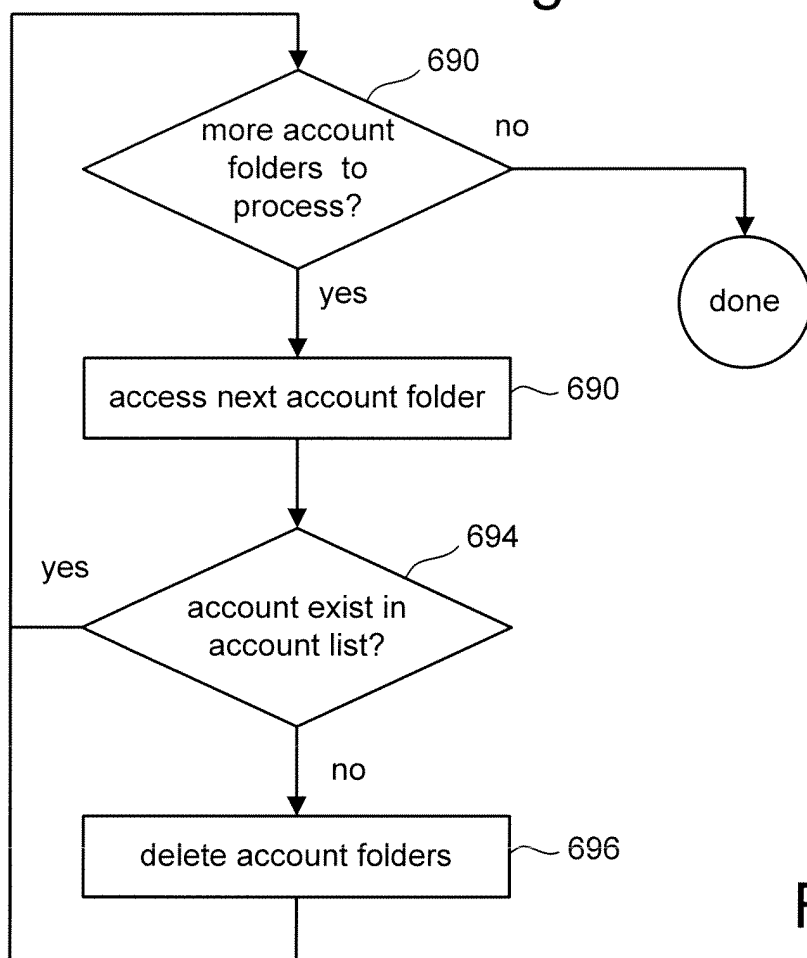 690
more account
folders to
process?
no
yes
done
access next account folder
690
694
yes
account exist in
account list?
no
delete account folders
696